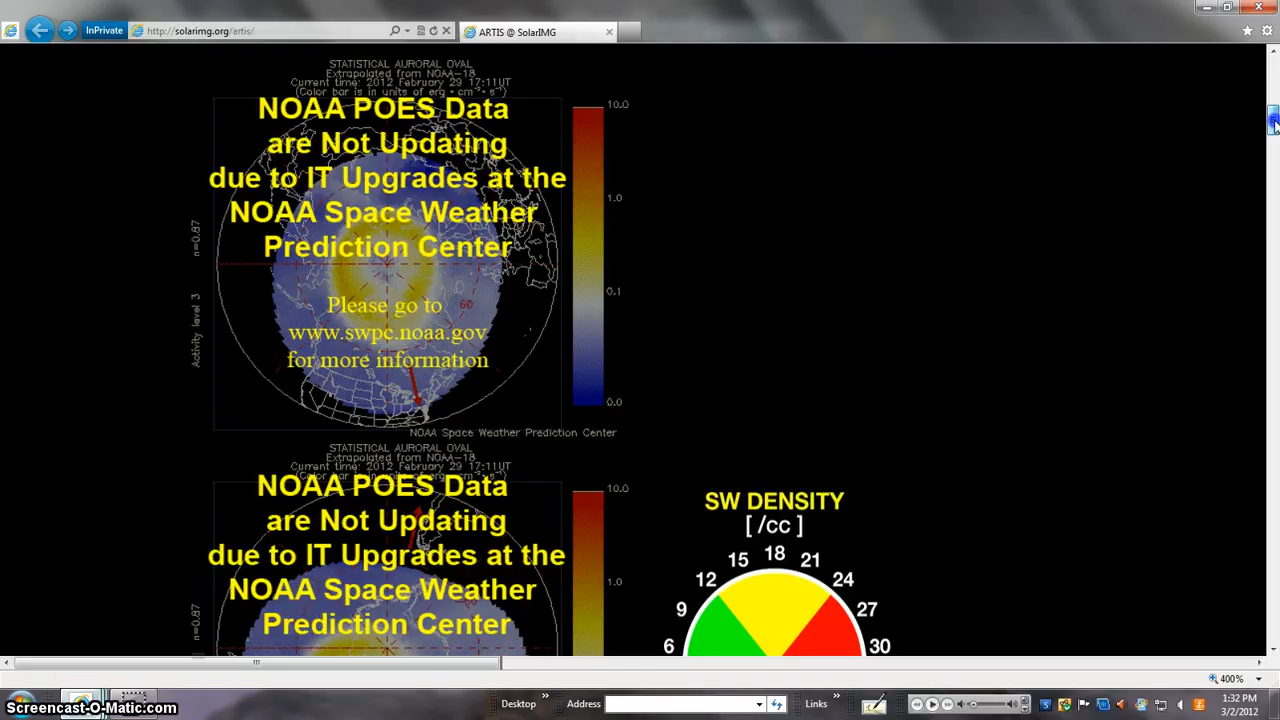 InPrivate
http://solarimg.org/artis/
ARTIS @ SolarIMG
STATISTICAL AURORAL OVAL
Extrapolated from NOAA-18
Current time: 2012 February 29 17:11UT
(Color bar is in units of erg · cm⁻² · s⁻¹)
NOAA POES Data
are Not Updating
due to IT Upgrades at the
NOAA Space Weather
Prediction Center
Please go to
www.swpc.noaa.gov
for more information
n=0.87
Activity level 3
60
10.0
1.0
0.1
0.0
NOAA Space Weather Prediction Center
STATISTICAL AURORAL OVAL
Extrapolated from NOAA-18
Current time: 2012 February 29 17:11UT
NOAA POES Data
are Not Updating
due to IT Upgrades at the
NOAA Space Weather
Prediction Center
n=0.87
10.0
1.0
SW DENSITY
[ /cc ]
6
9
12
15
18
21
24
27
30
400%
Screencast-O-Matic.com
Desktop
Address
Links
1:32 PM
3/2/2012